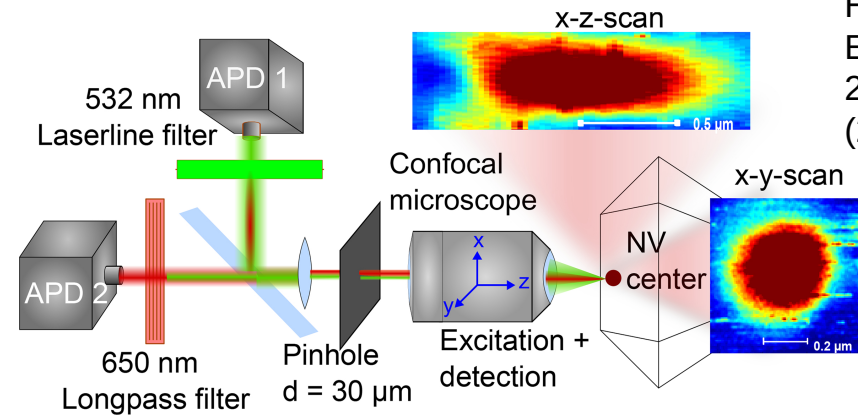 x-z-scan
APD 1
532 nm
Laserline filter
0.5 µm
Confocal
microscope
x-y-scan
x
z
y
NV
center
APD 2
650 nm
Longpass filter
Pinhole
d = 30 µm
Excitation +
detection
0.2 µm
2
(